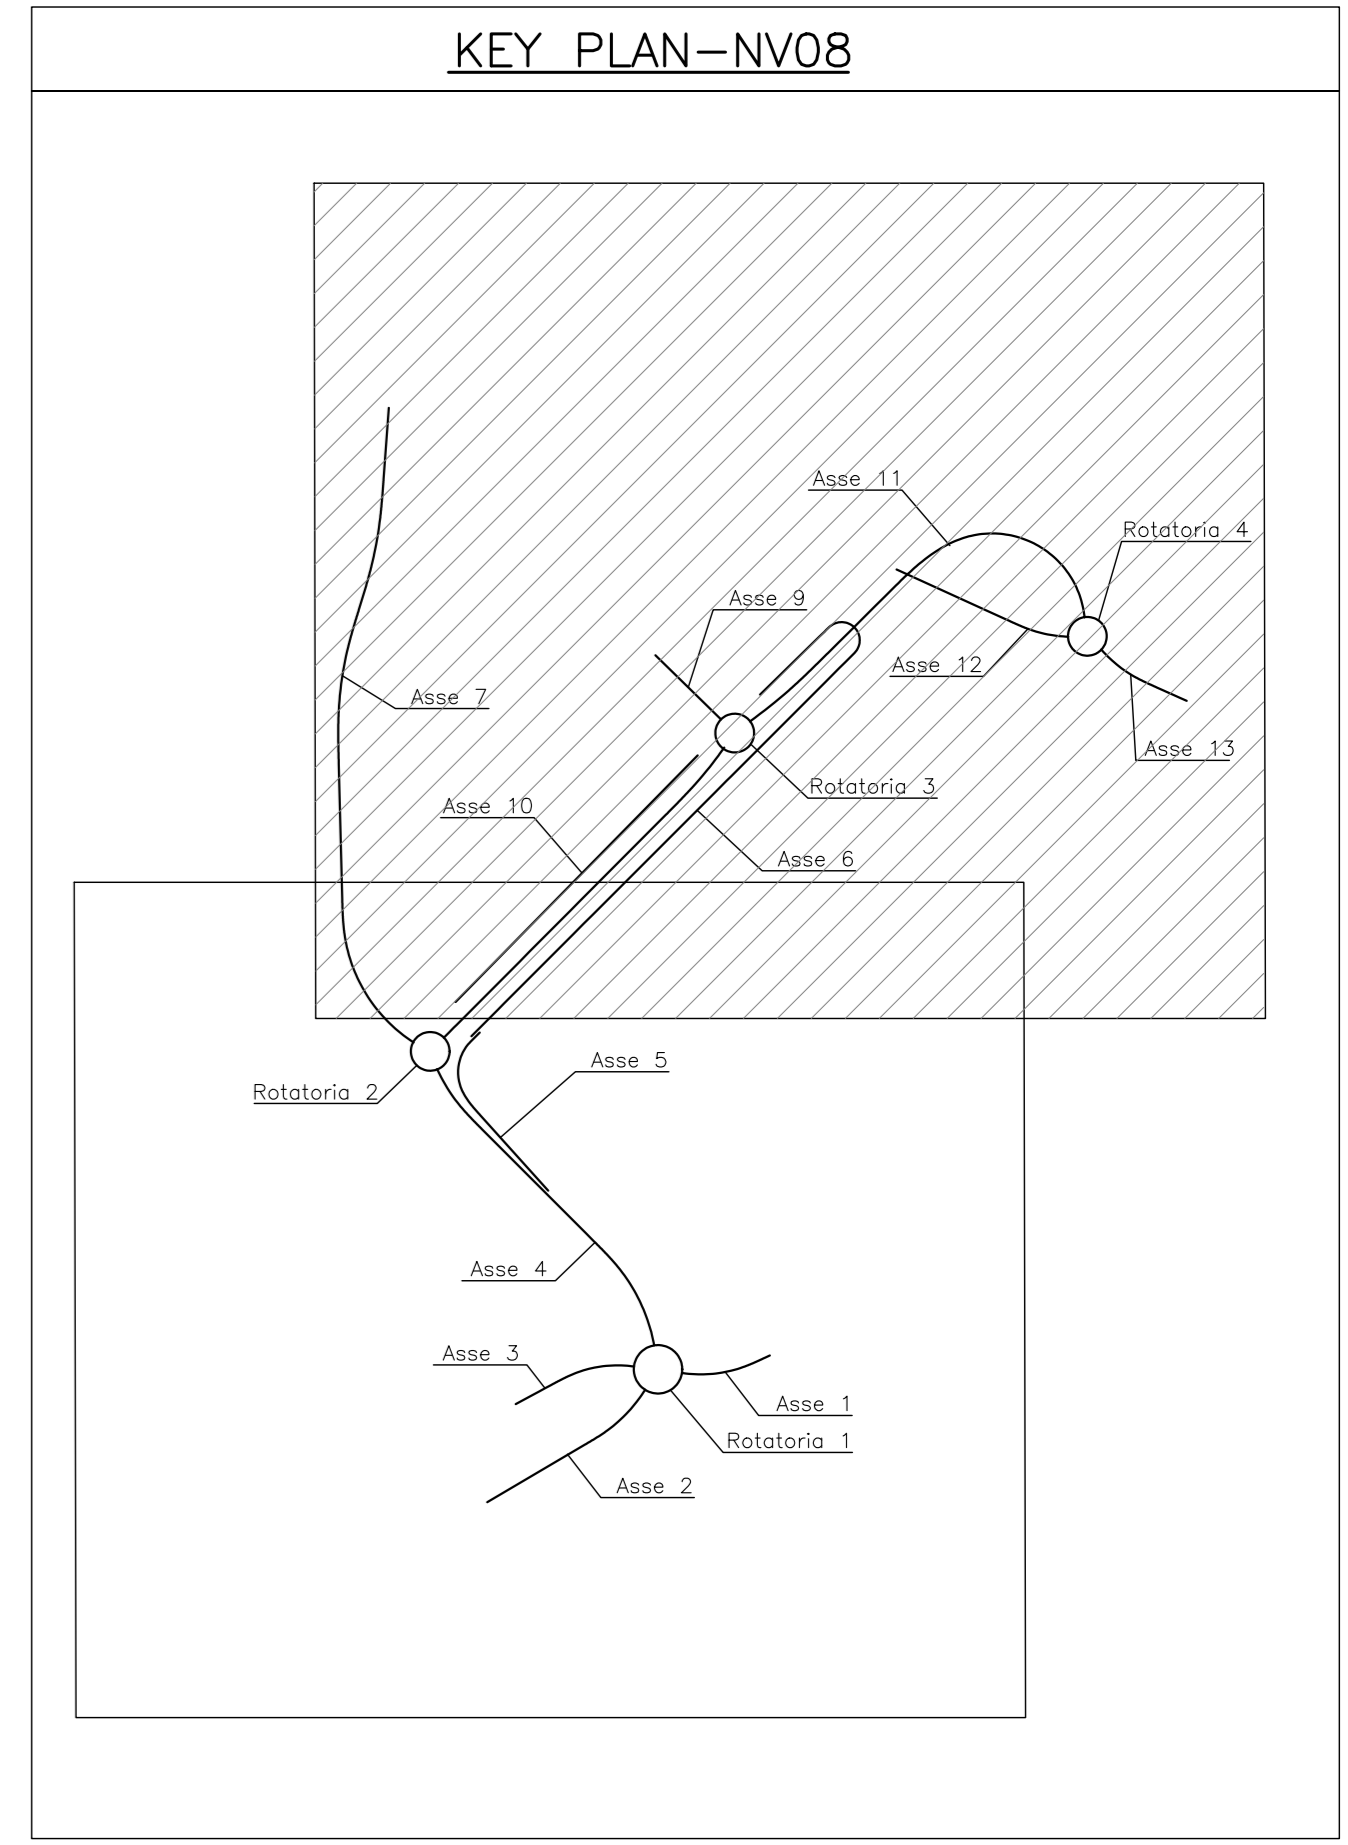 KEY PLAN-NV08
Asse 11
Rotatoria 4
Asse 9
Asse 12
Asse 7
Asse 13
Rotatoria 3
Asse 10
Asse 6
Asse 5
Rotatoria 2
Asse 4
Asse 3
Asse 1
Rotatoria 1
Asse 2